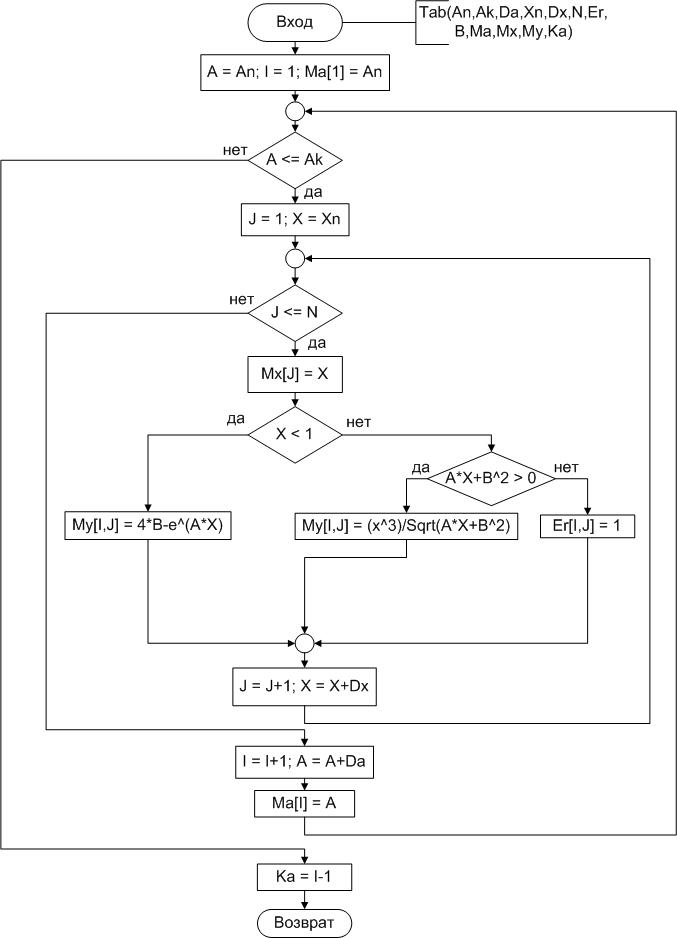 Вход
Tab(An,Ak,Da,Xn,Dx,N,Er,
B,Ma,Mx,My,Ka)
A = An; I = 1; Ma[1] = An
нет
A <= Ak
да
J = 1; X = Xn
нет
J <= N
да
Mx[J] = X
да
X < 1
нет
да
A*X+B^2 > 0
нет
My[I,J] = 4*B-e^(A*X)
My[I,J] = (x^3)/Sqrt(A*X+B^2)
Er[I,J] = 1
J = J+1; X = X+Dx
I = I+1; A = A+Da
Ma[I] = A
Ka = I-1
Возврат